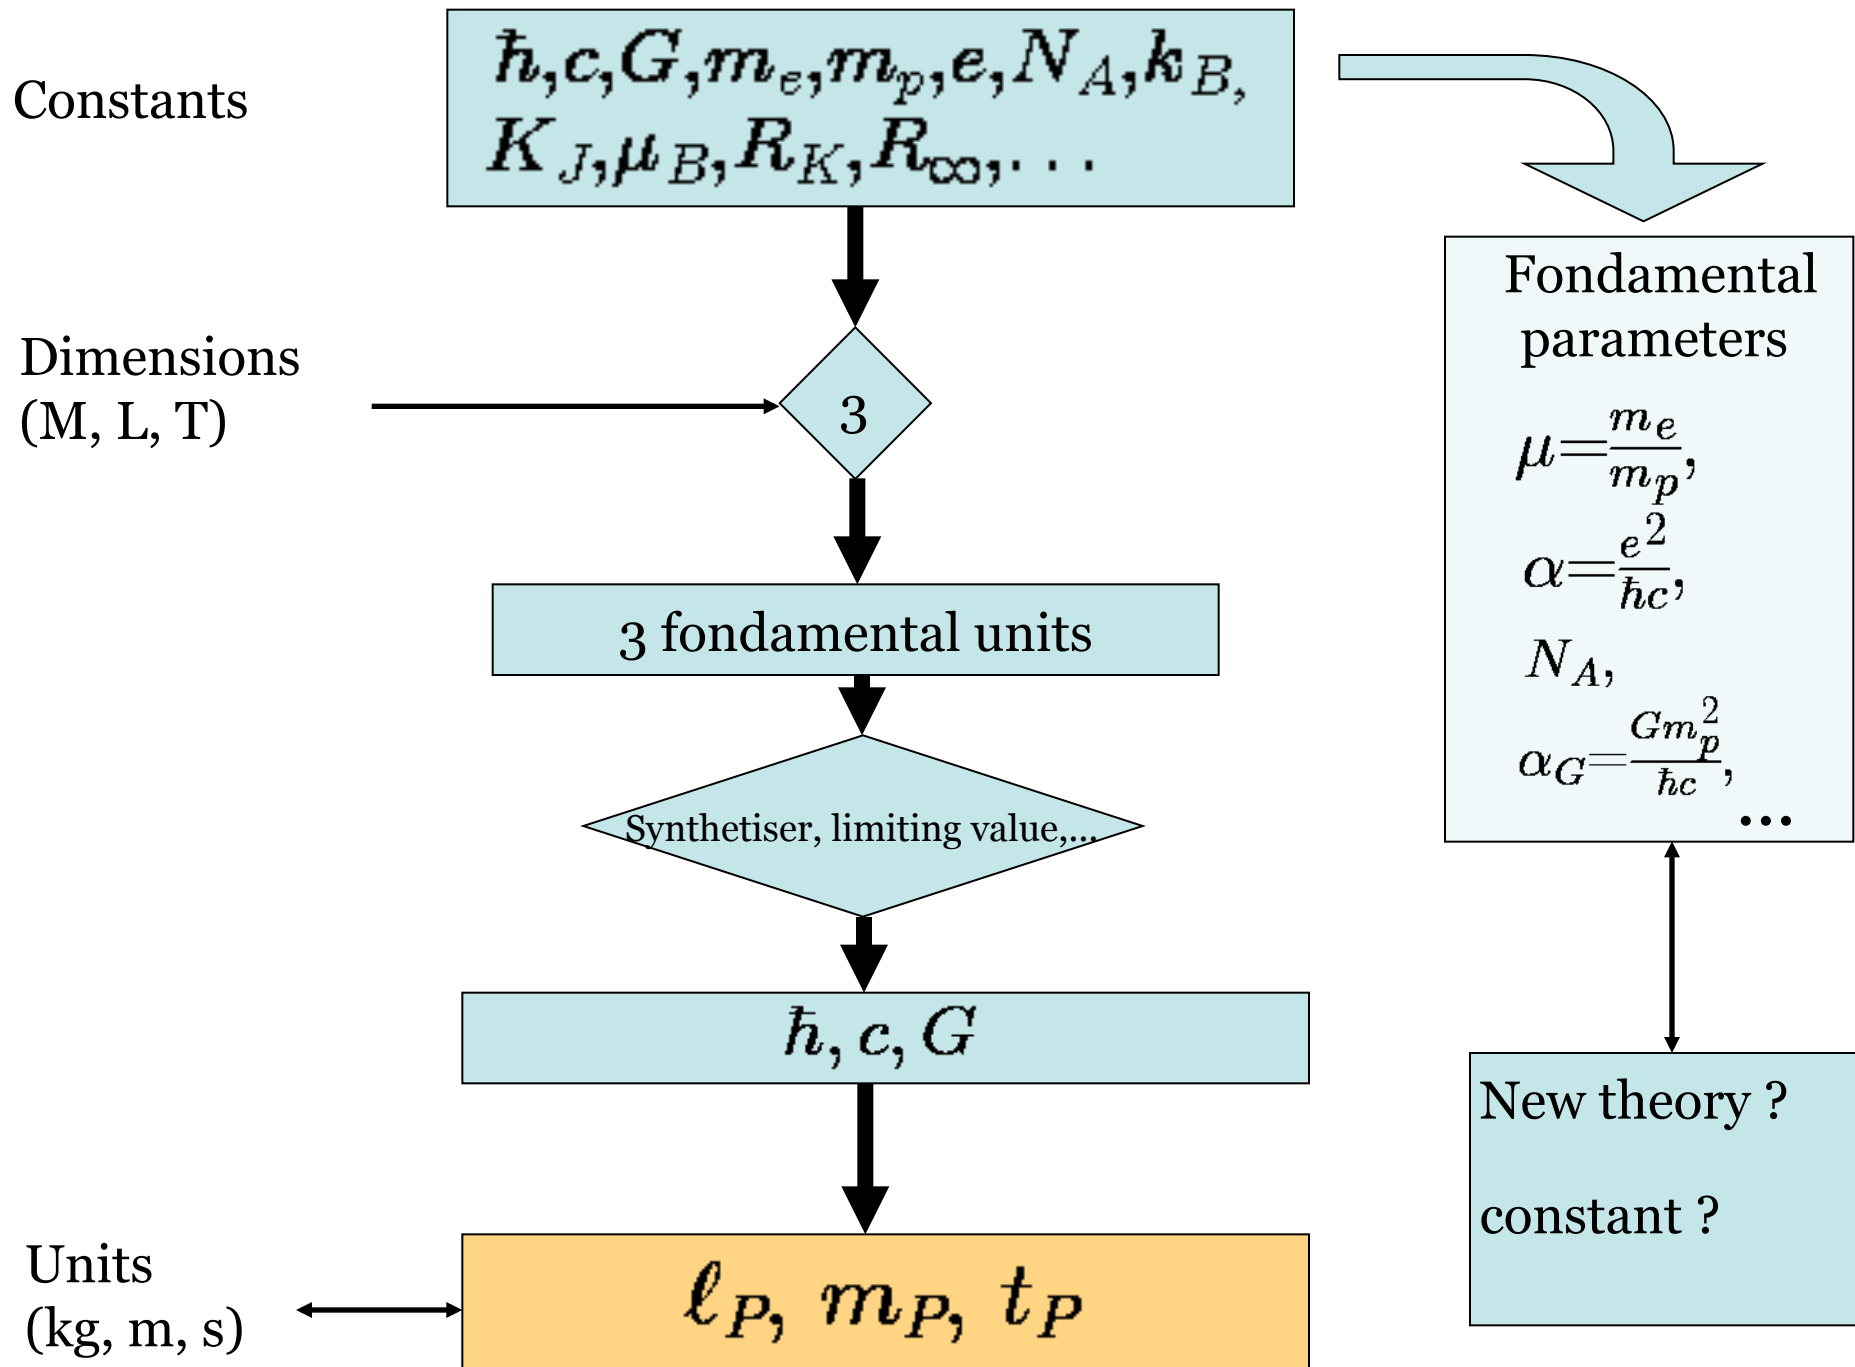 Constants
ħ,c,G,mₑ,mₚ,e,N_A,k_B,
K_J,μ_B,R_K,R_∞,...
Dimensions
(M, L, T)
3
3 fondamental units
Synthetiser, limiting value,...
ħ, c, G
Units
(kg, m, s)
ℓ_P, m_P, t_P
Fondamental
parameters
μ=mₑ/mₚ,
α=e²/ħc,
N_A,
α_G=Gmₚ²/ħc,
...
New theory ?
constant ?